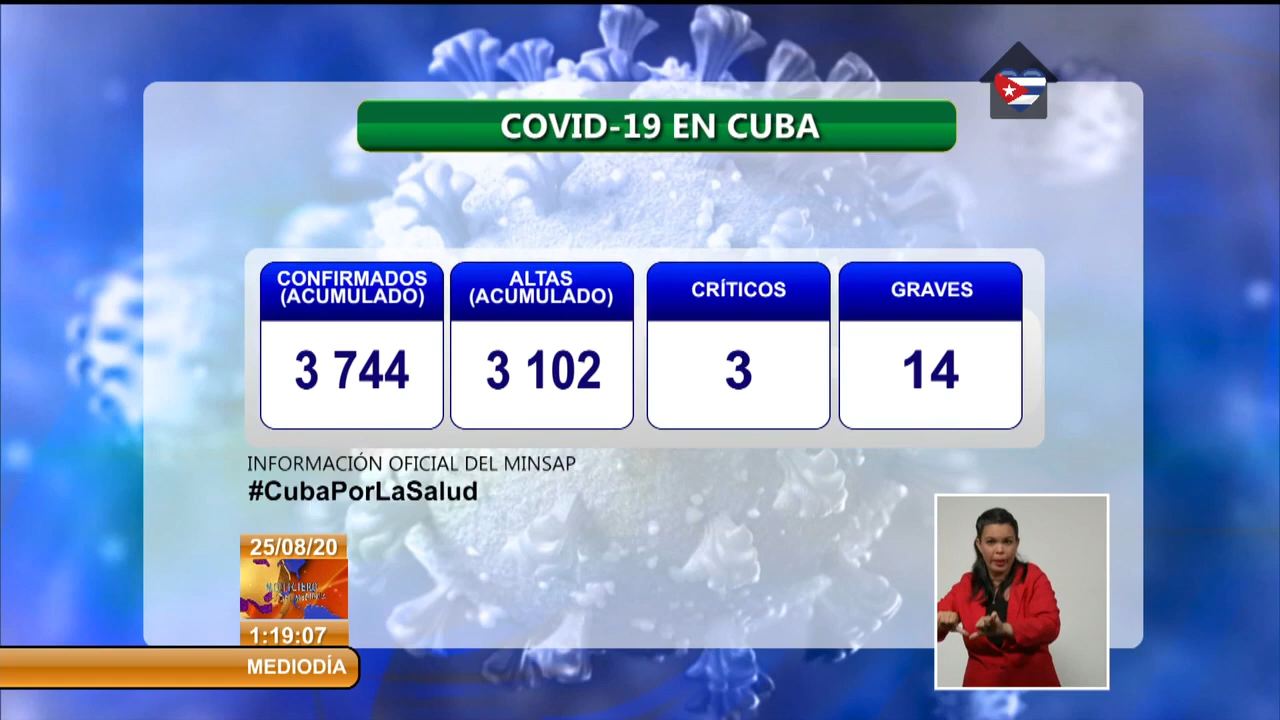 COVID-19 EN CUBA
CONFIRMADOS
(ACUMULADO)
3 744
ALTAS
(ACUMULADO)
3 102
CRÍTICOS
3
GRAVES
14
INFORMACIÓN OFICIAL DEL MINSAP
#CubaPorLaSalud
25/08/20
NOTICIERO
1:19:07
MEDIODÍA